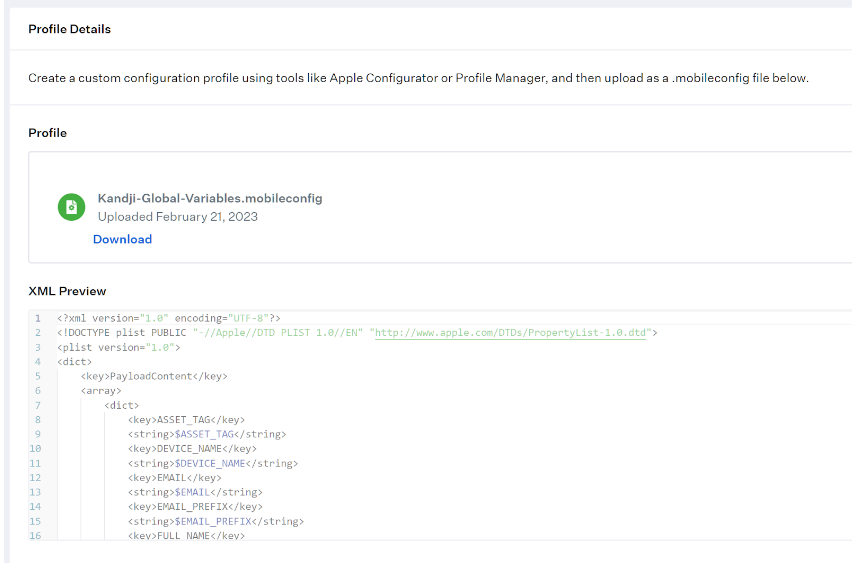 Profile Details
Create a custom configuration profile using tools like Apple Configurator or Profile Manager, and then upload as a .mobileconfig file below.
Profile
Kandji-Global-Variables.mobileconfig
Uploaded February 21, 2023
Download
XML Preview
1 <?xml version="1.0" encoding="UTF-8"?>
2 <!DOCTYPE plist PUBLIC "-//Apple//DTD PLIST 1.0//EN" "http://www.apple.com/DTDs/PropertyList-1.0.dtd">
3 <plist version="1.0">
4 <dict>
5 <key>PayloadContent</key>
6 <array>
7 <dict>
8 <key>ASSET_TAG</key>
9 <string>$ASSET_TAG</string>
10 <key>DEVICE_NAME</key>
11 <string>$DEVICE_NAME</string>
12 <key>EMAIL</key>
13 <string>$EMAIL</string>
14 <key>EMAIL_PREFIX</key>
15 <string>$EMAIL_PREFIX</string>
16 <key>FULL_NAME</key>